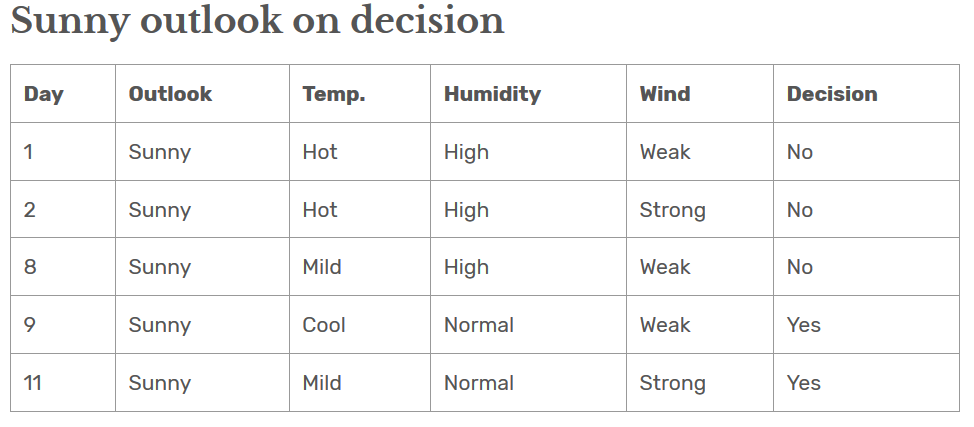 Sunny outlook on decision
Day Outlook Temp. Humidity Wind Decision
1 Sunny Hot High Weak No
2 Sunny Hot High Strong No
8 Sunny Mild High Weak No
9 Sunny Cool Normal Weak Yes
11 Sunny Mild Normal Strong Yes